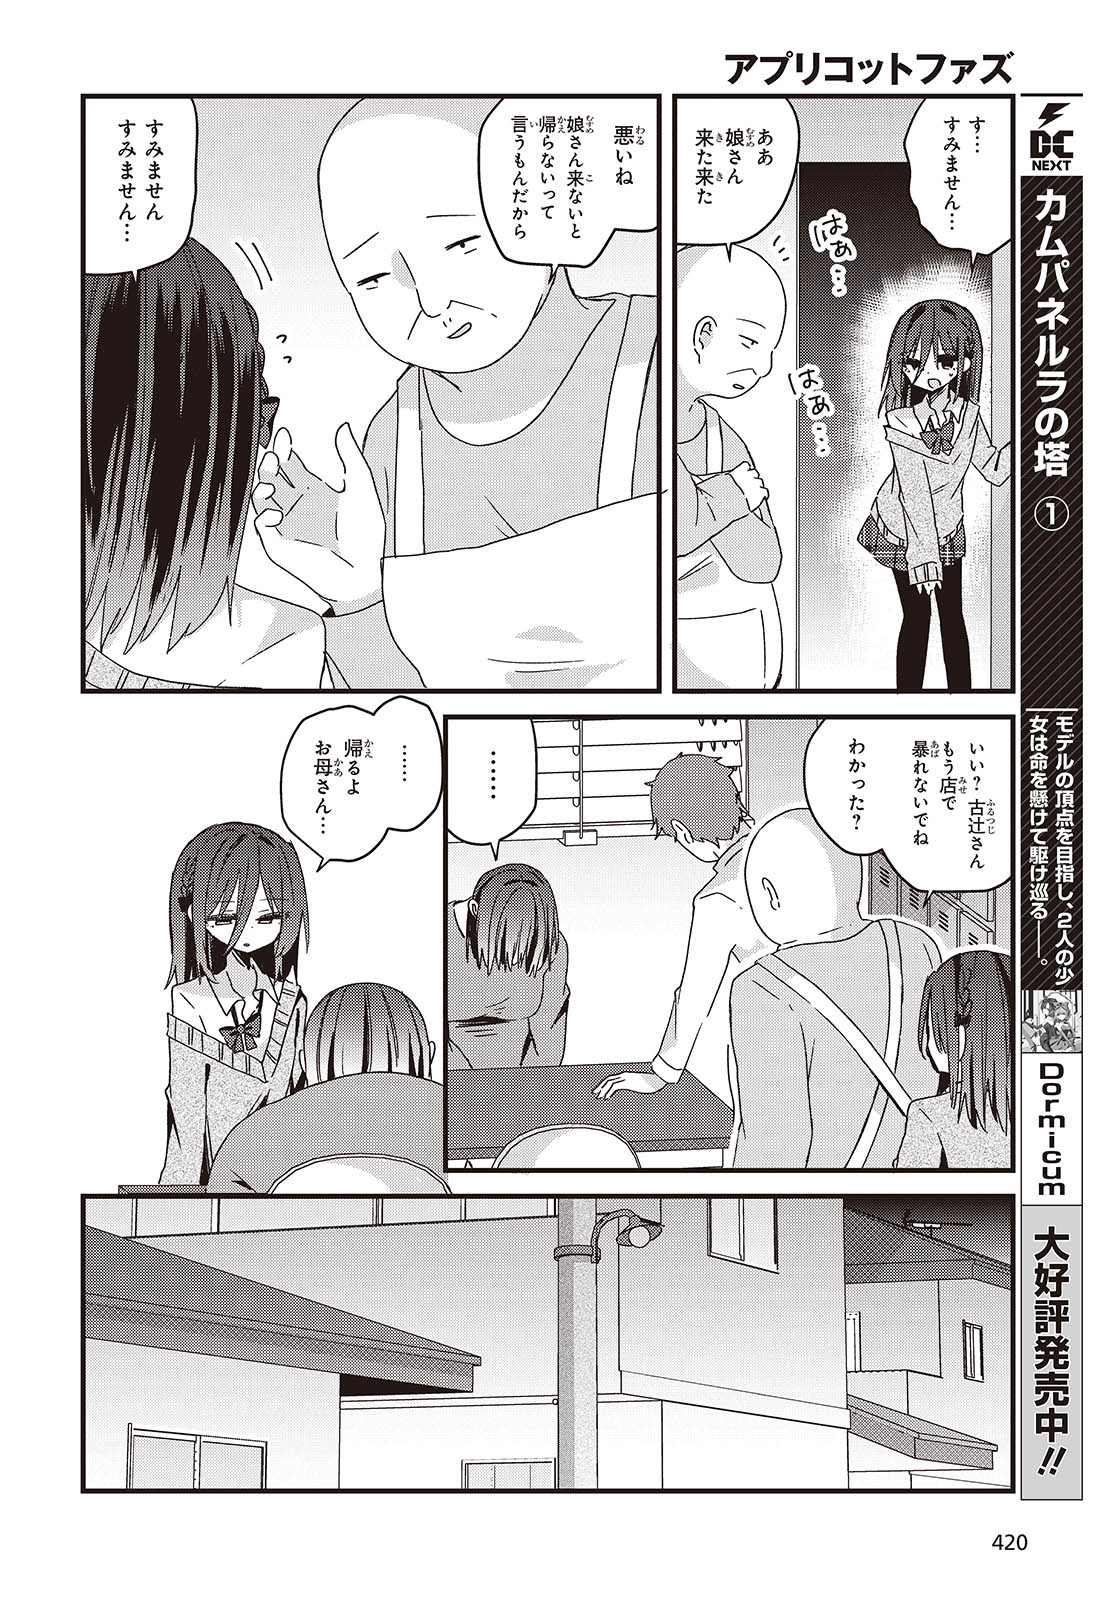 アプリコットファズ
す…
すみません…
はぁ…
はぁ…
ああ
娘さん
来た来た
悪いね
娘さん来ないと
帰らないって
言うもんだから
すみません
すみません…
いい？古辻さん
もう店で
暴れないでね
わかった？
……
……
帰るよ
お母さん…
DC
NEXT
カムパネルラの塔 ①
モデルの頂点を目指し、2人の少
女は命を懸けて駆け巡る――。
Dormicum
大好評発売中!!
420